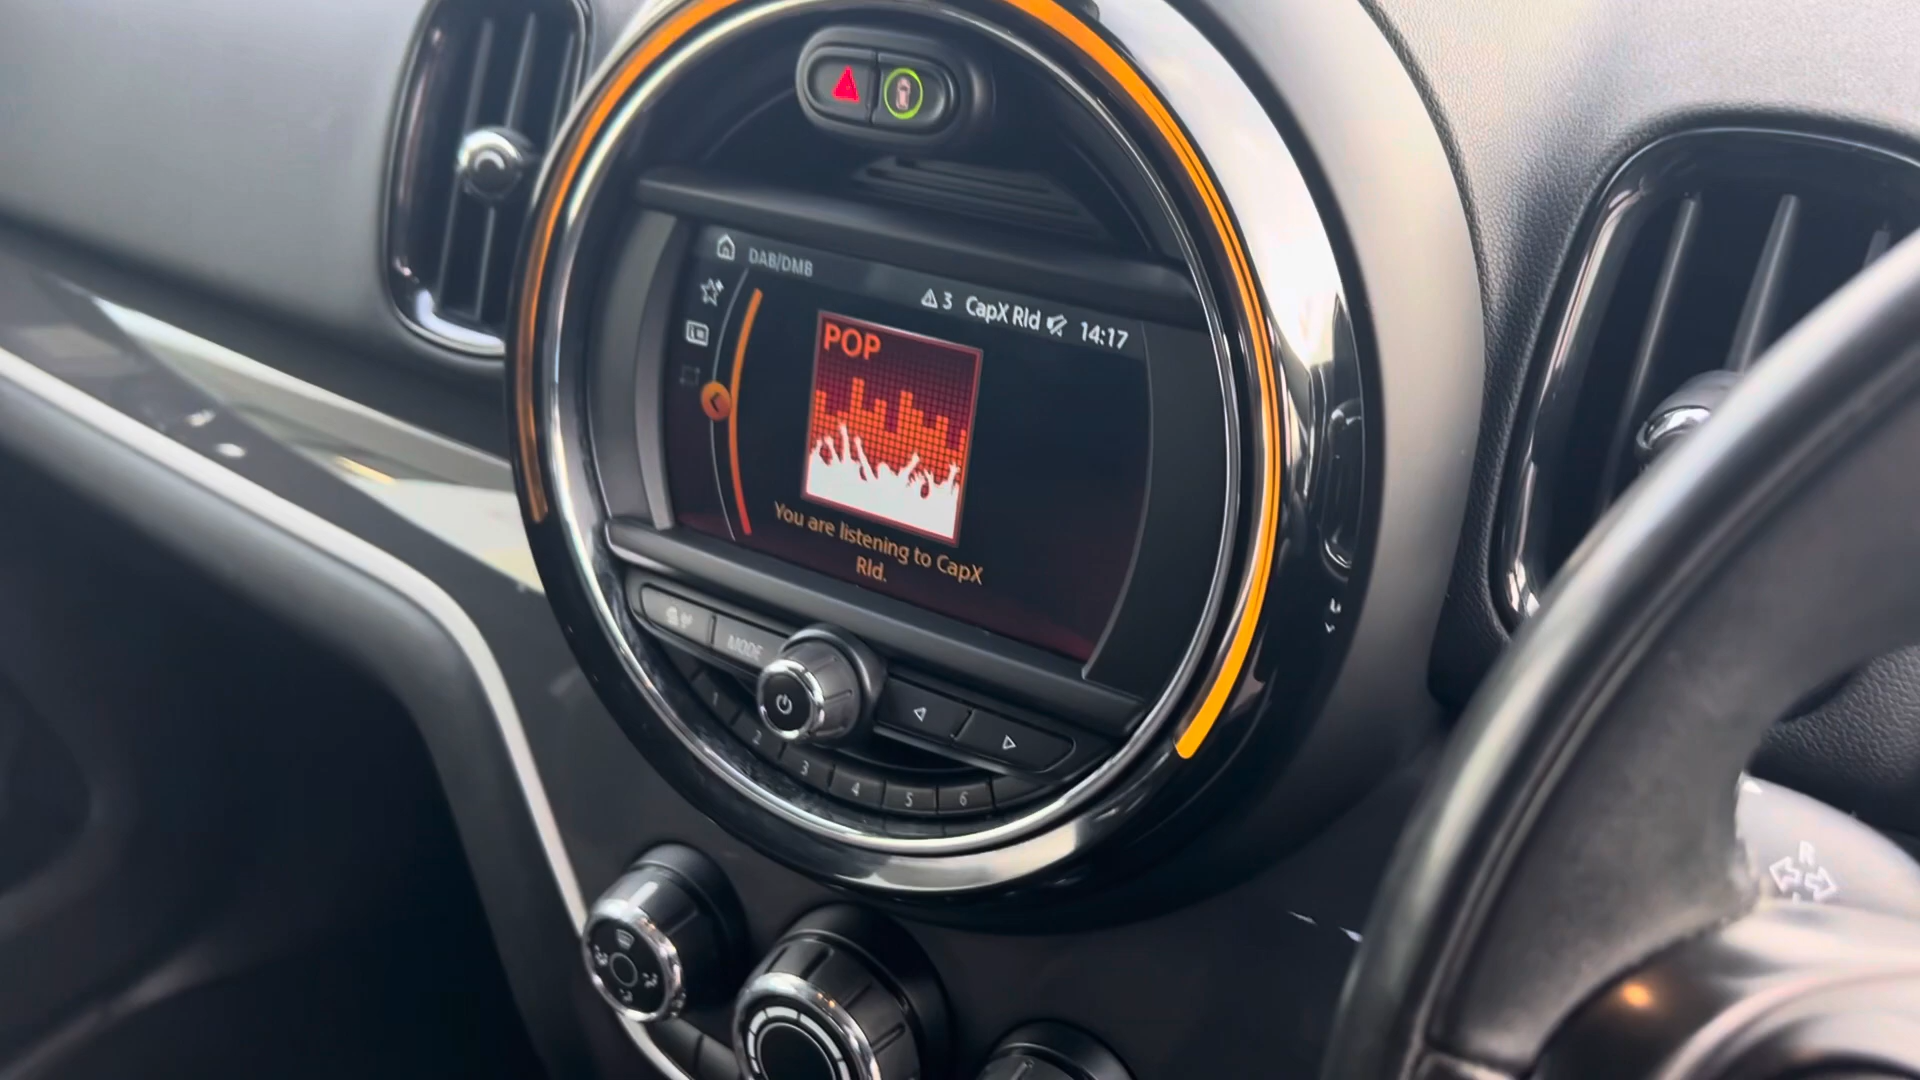 DAB/DMB
3 CapX Rld 14:17
POP
You are listening to CapX
Rld.
MODE
1
2
3
4
5
6
R